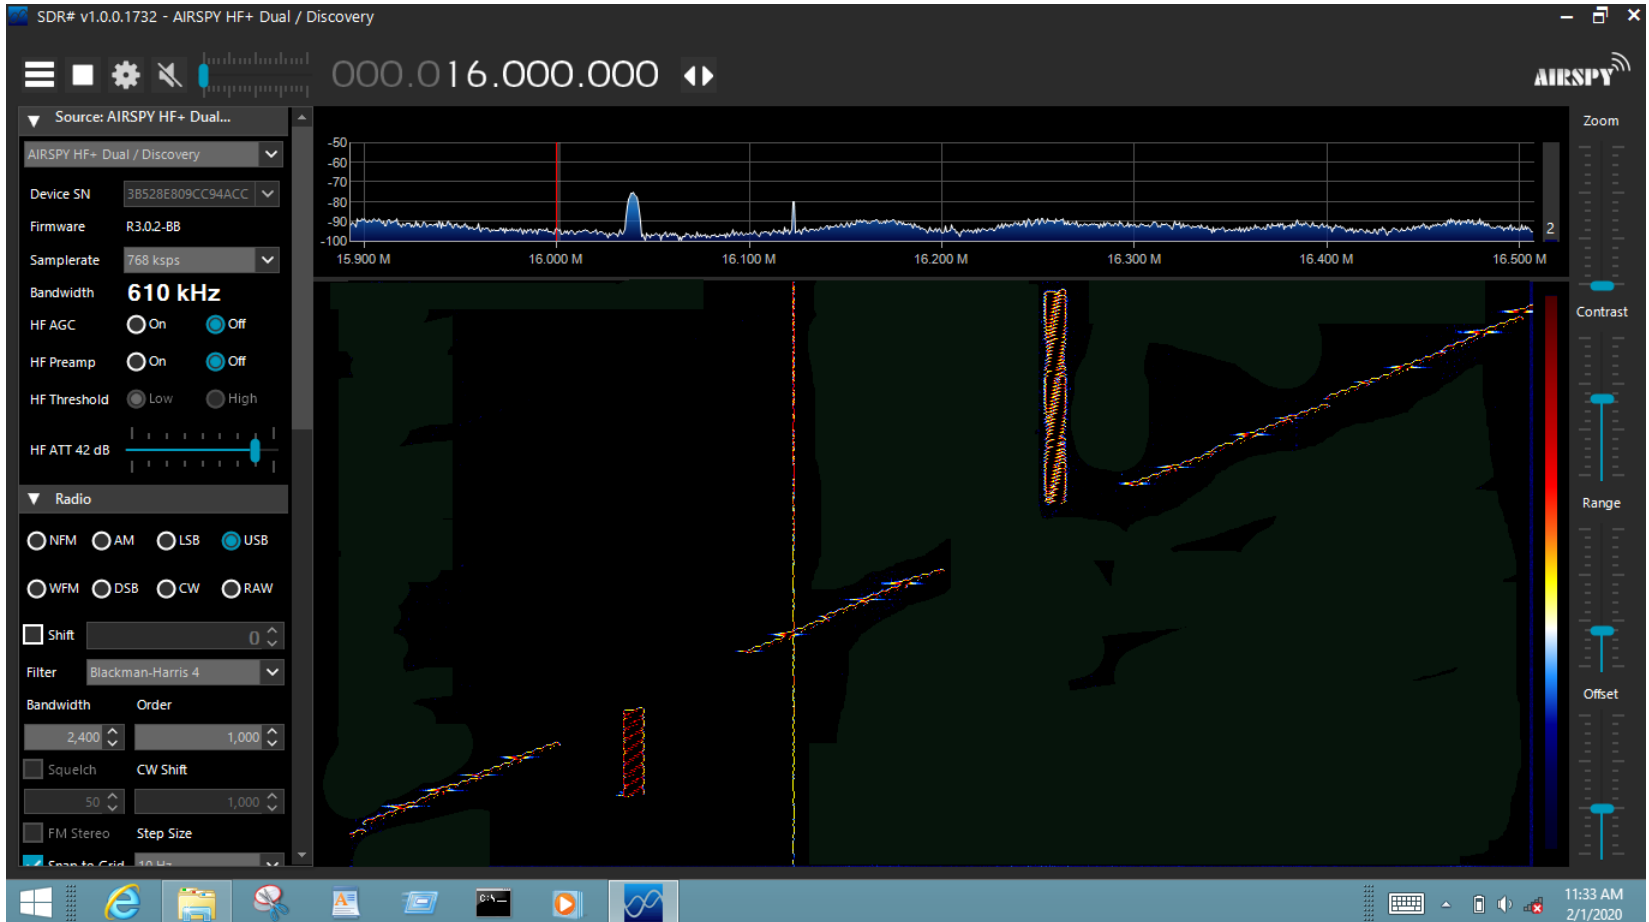 SDR# v1.0.0.1732 - AIRSPY HF+ Dual / Discovery
000.016.000.000
AIRSPY
Source: AIRSPY HF+ Dual...
AIRSPY HF+ Dual / Discovery
Device SN 3B528E809CC94ACC
Firmware R3.0.2-BB
Samplerate 768 ksps
Bandwidth 610 kHz
HF AGC On Off
HF Preamp On Off
HF Threshold Low High
HF ATT 42 dB
Radio
NFM AM LSB USB
WFM DSB CW RAW
Shift 0
Filter Blackman-Harris 4
Bandwidth Order
2,400 1,000
Squelch CW Shift
50 1,000
FM Stereo Step Size
Snap to Grid 10 Hz
-50
-60
-70
-80
-90
-100
2
15.900 M 16.000 M 16.100 M 16.200 M 16.300 M 16.400 M 16.500 M
Zoom
Contrast
Range
Offset
C:\_
11:33 AM
2/1/2020